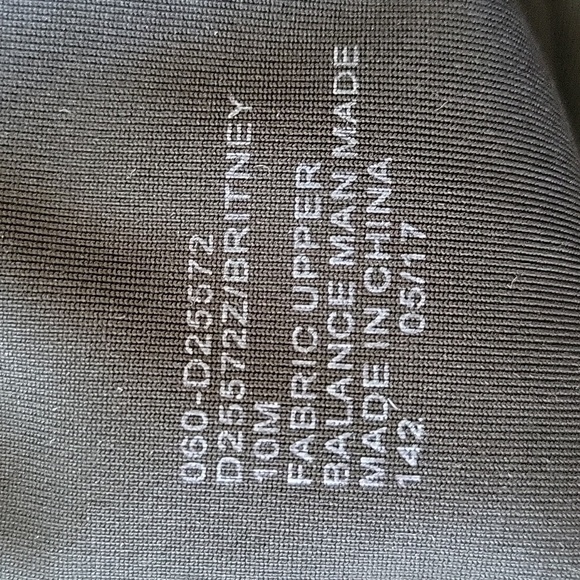 060-D25572
D25572Z/BRITNEY
10M
FABRIC UPPER
BALANCE MAN MADE
MADE IN CHINA
142 05/17